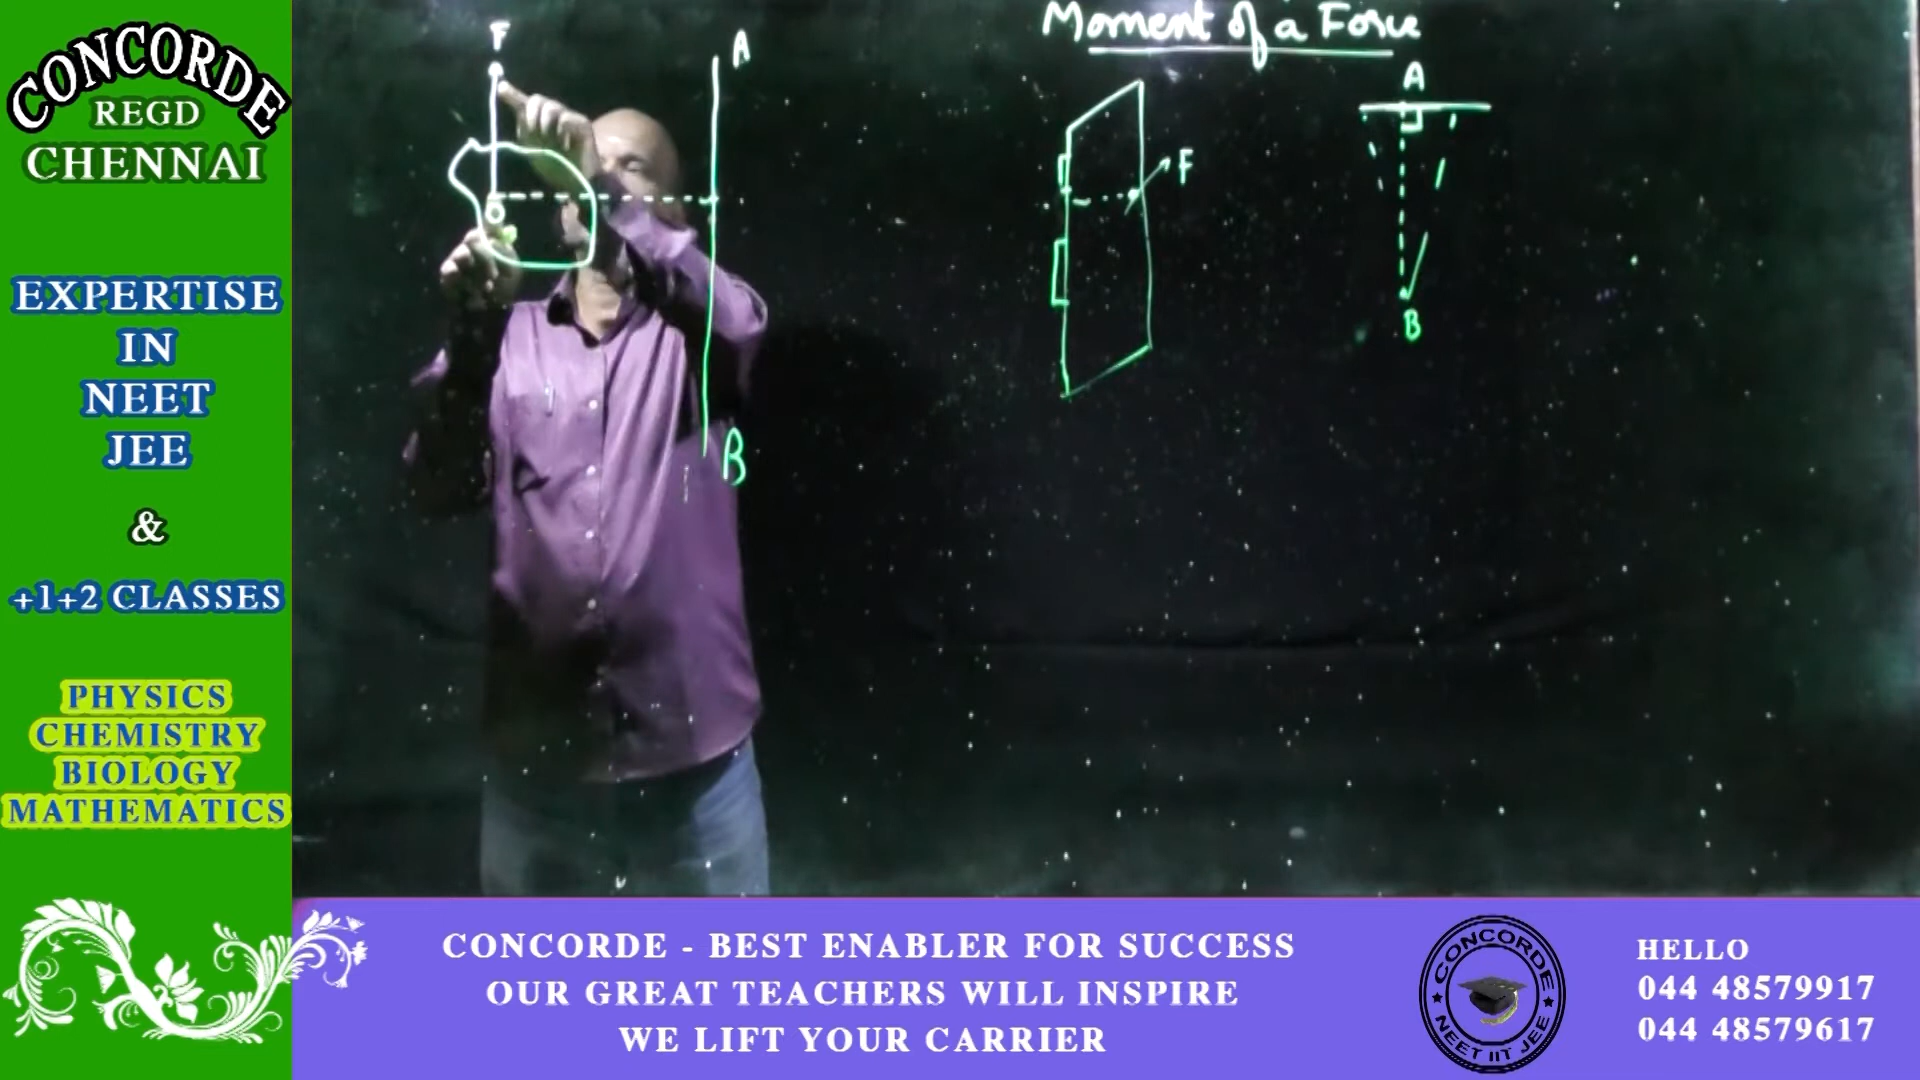 CONCORDE
REGD
CHENNAI
EXPERTISE
IN
NEET
JEE
&
+1+2 CLASSES
PHYSICS
CHEMISTRY
BIOLOGY
MATHEMATICS
Moment of a Force
F
O
A
B
F
A
B
CONCORDE - BEST ENABLER FOR SUCCESS
OUR GREAT TEACHERS WILL INSPIRE
WE LIFT YOUR CARRIER
CONCORDE
NEET IIT JEE
HELLO
044 48579917
044 48579617